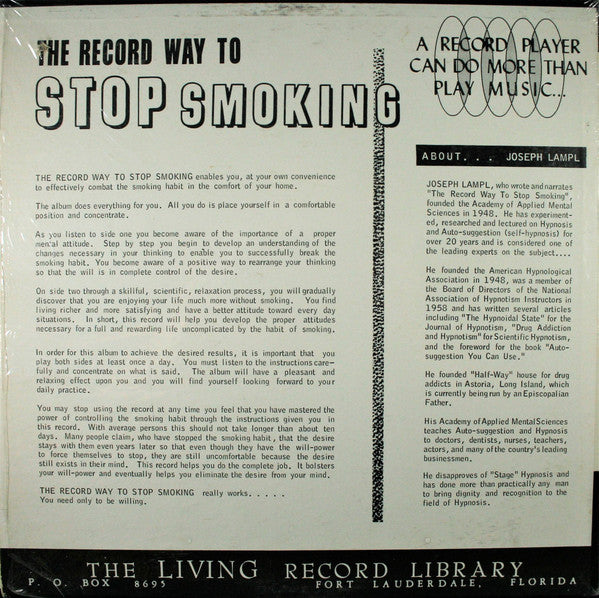 THE RECORD WAY TO
STOP SMOKING
THE RECORD WAY TO STOP SMOKING enables you, at your own convenience
to effectively combat the smoking habit in the comfort of your home.
The album does everything for you. All you do is place yourself in a comfortable
position and concentrate.
As you listen to side one you become aware of the importance of a proper
mental attitude. Step by step you begin to develop an understanding of the
changes necessary in your thinking to enable you to successfully break the
smoking habit. You become aware of a positive way to rearrange your thinking
so that the will is in complete control of the desire.
On side two through a skillful, scientific, relaxation process, you will gradually
discover that you are enjoying your life much more without smoking. You find
living richer and more satisfying and have a better attitude toward every day
situations. In short, this record will help you develop the proper attitudes
necessary for a full and rewarding life uncomplicated by the habit of smoking.
In order for this album to achieve the desired results, it is important that you
play both sides at least once a day. You must listen to the instructions care-
fully and concentrate on what is said. The album will have a pleasant and
relaxing effect upon you and you will find yourself looking forward to your
daily practice.
You may stop using the record at any time you feel that you have mastered the
power of controlling the smoking habit through the instructions given you in
this record. With average persons this should not take longer than about ten
days. Many people claim, who have stopped the smoking habit, that the desire
stays with them even years later so that even though they have the will-power
to force themselves to stop, they are still uncomfortable because the desire
still exists in their mind. This record helps you do the complete job. It bolsters
your will-power and eventually helps you eliminate the desire from your mind.
THE RECORD WAY TO STOP SMOKING really works.....
You need only to be willing.
A RECORD PLAYER
CAN DO MORE THAN
PLAY MUSIC...
ABOUT... JOSEPH LAMPL
JOSEPH LAMPL, who wrote and narrates
"The Record Way To Stop Smoking",
founded the Academy of Applied Mental
Sciences in 1948. He has experiment-
ed, researched and lectured on Hypnosis
and Auto-suggestion (self-hypnosis) for
over 20 years and is considered one of
the leading experts on the subject....
He founded the American Hypnological
Association in 1948, was a member of
the Board of Directors of the National
Association of Hypnotism Instructors in
1958 and has written several articles
including "The Hypnoidal State" for the
Journal of Hypnotism, "Drug Addiction
and Hypnotism" for Scientific Hypnotism,
and the foreword for the book "Auto-
suggestion You Can Use."
He founded "Half-Way" house for drug
addicts in Astoria, Long Island, which
is currently being run by an Episcopalian
Father.
His Academy of Applied Mental Sciences
teaches Auto-suggestion and Hypnosis
to doctors, dentists, nurses, teachers,
actors, and many of the country's leading
businessmen.
He disapproves of "Stage" Hypnosis and
has done more than practically any man
to bring dignity and recognition to the
field of Hypnosis.
THE LIVING RECORD LIBRARY
P. O. BOX 8695 FORT LAUDERDALE, FLORIDA